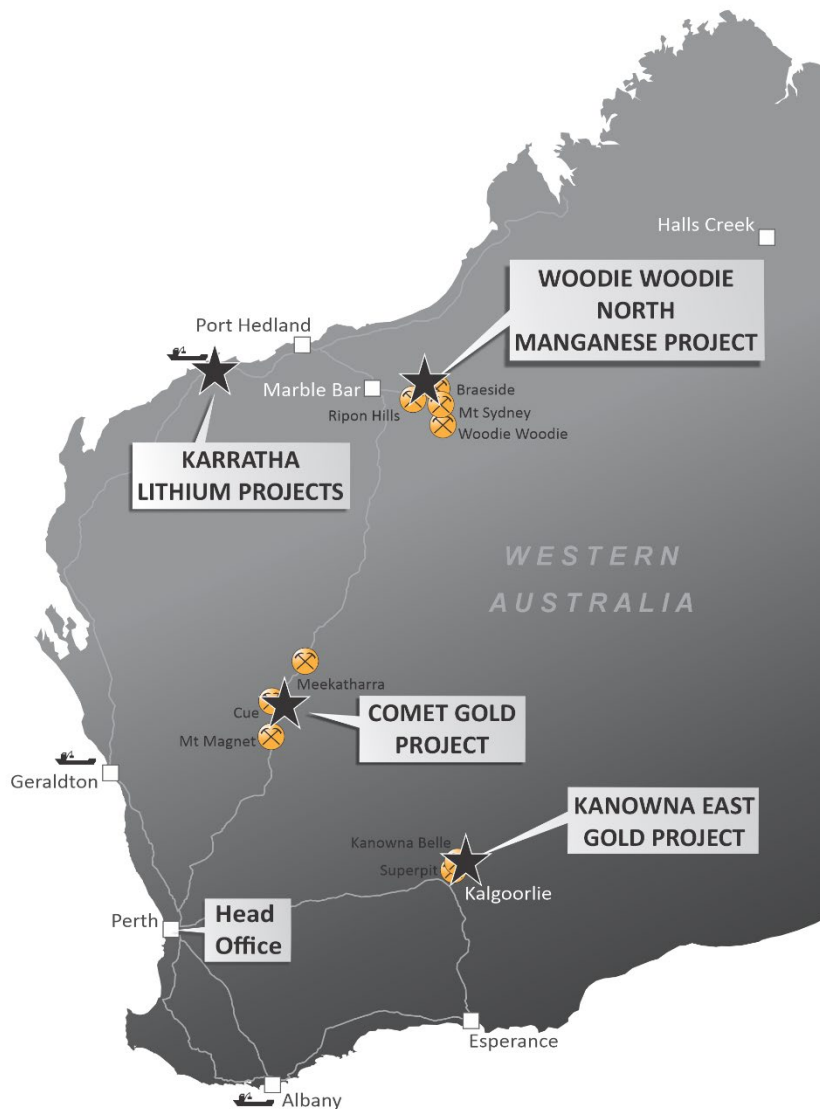 Halls Creek
WOODIE WOODIE
NORTH
MANGANESE PROJECT
Port Hedland
Marble Bar
Braeside
Ripon Hills
Mt Sydney
Woodie Woodie
KARRATHA
LITHIUM PROJECTS
WESTERN
AUSTRALIA
Meekatharra
Cue
COMET GOLD
PROJECT
Mt Magnet
Geraldton
KANOWNA EAST
GOLD PROJECT
Kanowna Belle
Superpit
Kalgoorlie
Perth
Head
Office
Esperance
Albany